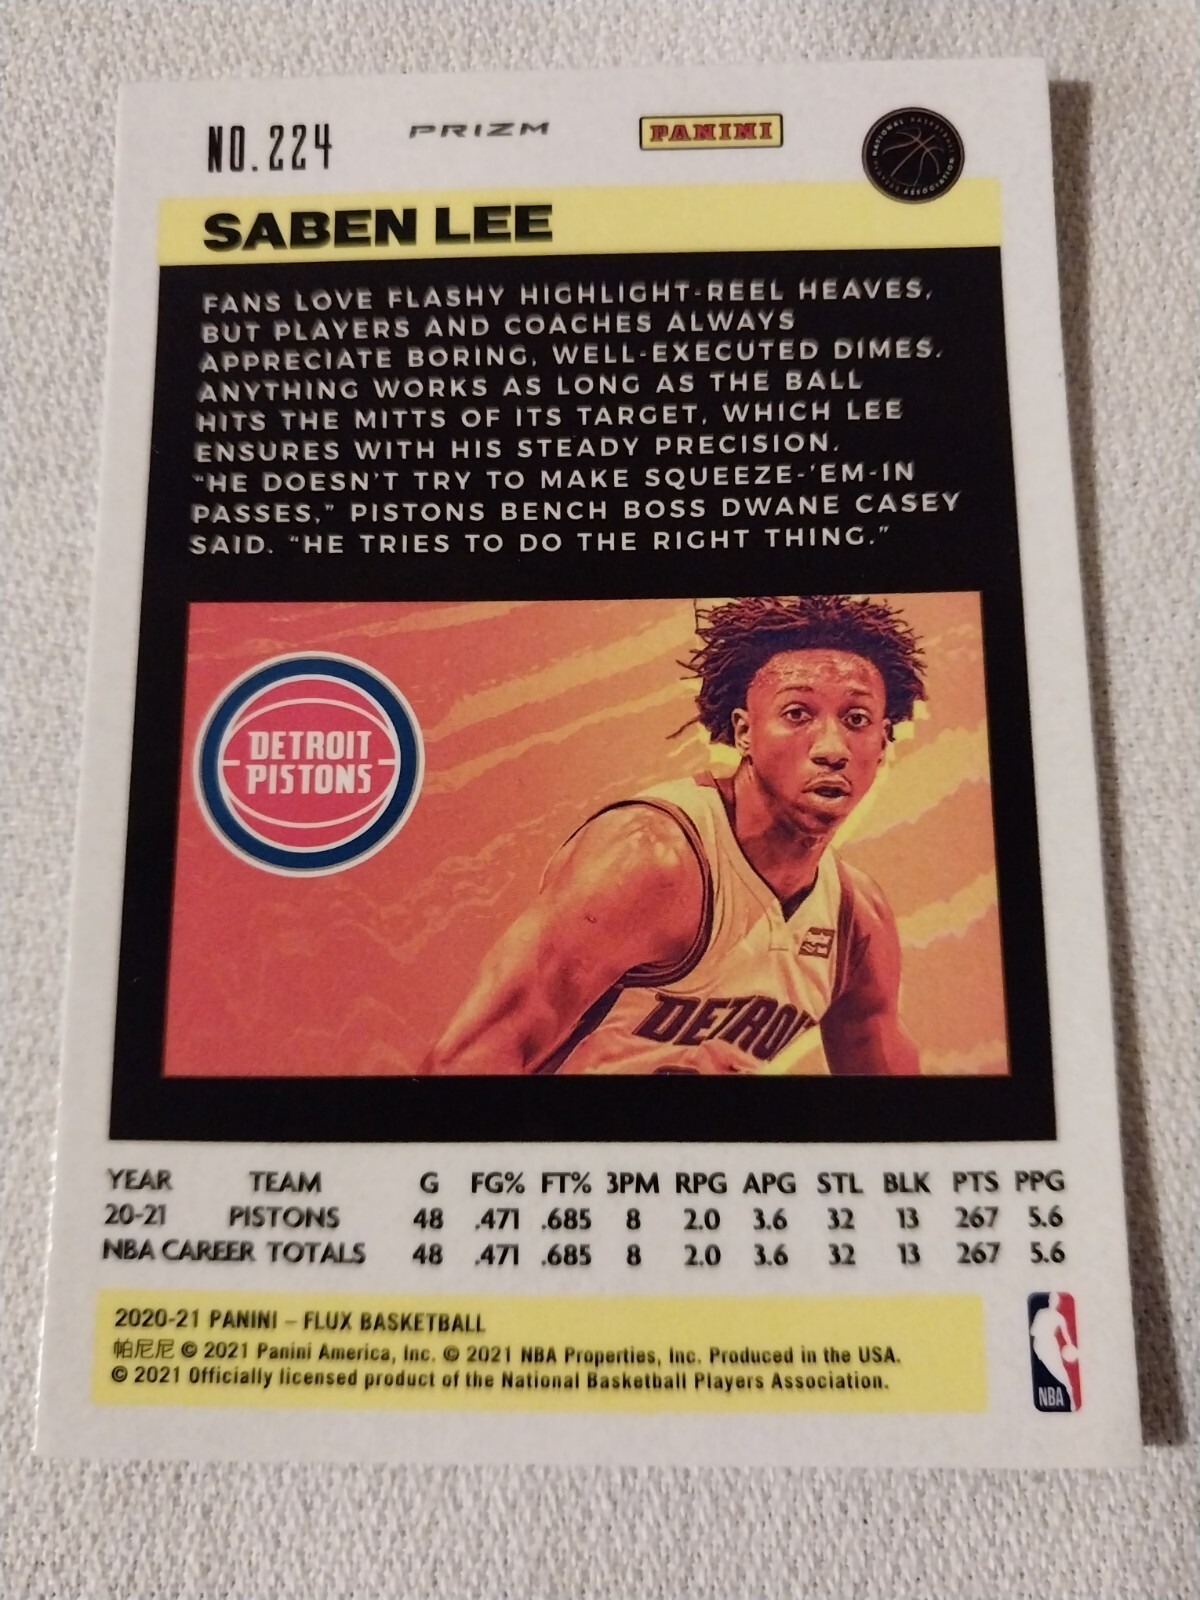 NO. 224 PRIZM PANINI NATIONAL BASKETBALL PLAYERS ASSOCIATION
SABEN LEE
FANS LOVE FLASHY HIGHLIGHT-REEL HEAVES,
BUT PLAYERS AND COACHES ALWAYS
APPRECIATE BORING, WELL-EXECUTED DIMES.
ANYTHING WORKS AS LONG AS THE BALL
HITS THE MITTS OF ITS TARGET, WHICH LEE
ENSURES WITH HIS STEADY PRECISION.
"HE DOESN'T TRY TO MAKE SQUEEZE-'EM-IN
PASSES," PISTONS BENCH BOSS DWANE CASEY
SAID. "HE TRIES TO DO THE RIGHT THING."
DETROIT
PISTONS
DETROIT
YEAR TEAM G FG% FT% 3PM RPG APG STL BLK PTS PPG
20-21 PISTONS 48 .471 .685 8 2.0 3.6 32 13 267 5.6
NBA CAREER TOTALS 48 .471 .685 8 2.0 3.6 32 13 267 5.6
2020-21 PANINI – FLUX BASKETBALL
帕尼尼 © 2021 Panini America, Inc. © 2021 NBA Properties, Inc. Produced in the USA.
© 2021 Officially licensed product of the National Basketball Players Association.
NBA